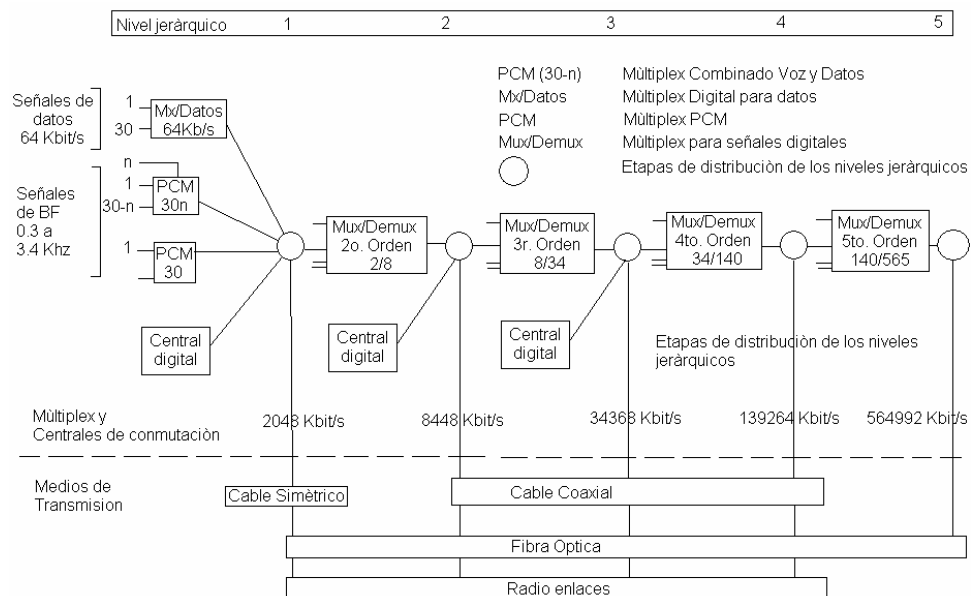 Nivel jeràrquico 1 2 3 4 5
PCM (30-n) Mùltiplex Combinado Voz y Datos
Mx/Datos Mùltiplex Digital para datos
PCM Mùltiplex PCM
Mux/Demux Mùltiplex para señales digitales
Etapas de distribuciòn de los niveles jeràrquicos
Señales de
datos
64 Kbit/s
1
30
Mx/Datos
64Kb/s
Señales
de BF
0.3 a
3.4 Khz
n
1
30-n
PCM
30n
1
PCM
30
Mux/Demux
2o. Orden
2/8
Mux/Demux
3r. Orden
8/34
Mux/Demux
4to. Orden
34/140
Mux/Demux
5to. Orden
140/565
Central
digital
Central
digital
Central
digital
Etapas de distribuciòn de los niveles
jeràrquicos
Mùltiplex y
Centrales de conmutaciòn
2048 Kbit/s 8448 Kbit/s 34368 Kbit/s 139264 Kbit/s 564992 Kbit/s
Medios de
Transmision
Cable Simètrico
Cable Coaxial
Fibra Optica
Radio enlaces